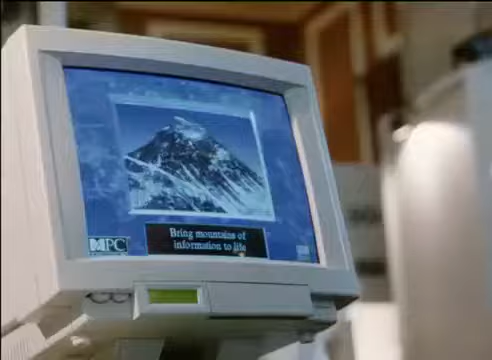 Bring mountains of
information to life
MPC